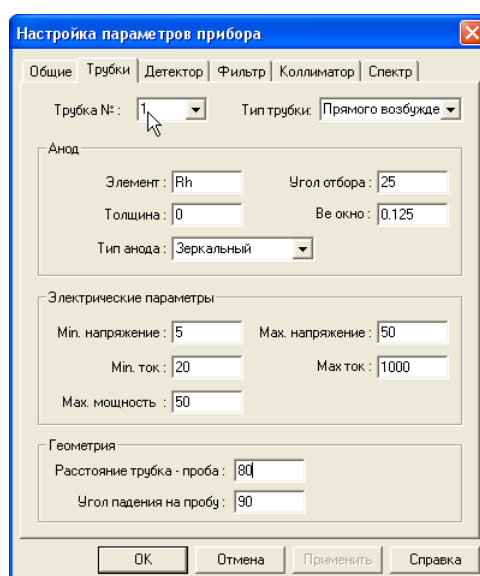 Настройка параметров прибора
Общие Трубки Детектор Фильтр Коллиматор Спектр
Трубка №: 1 Тип трубки: Прямого возбужде
Анод
Элемент: Rh Угол отбора: 25
Толщина: 0 Be окно: 0.125
Тип анода: Зеркальный
Электрические параметры
Min. напряжение: 5 Max. напряжение: 50
Min. ток: 20 Max ток: 1000
Max. мощность: 50
Геометрия
Расстояние трубка - проба: 80
Угол падения на пробу: 90
OK Отмена Применить Справка